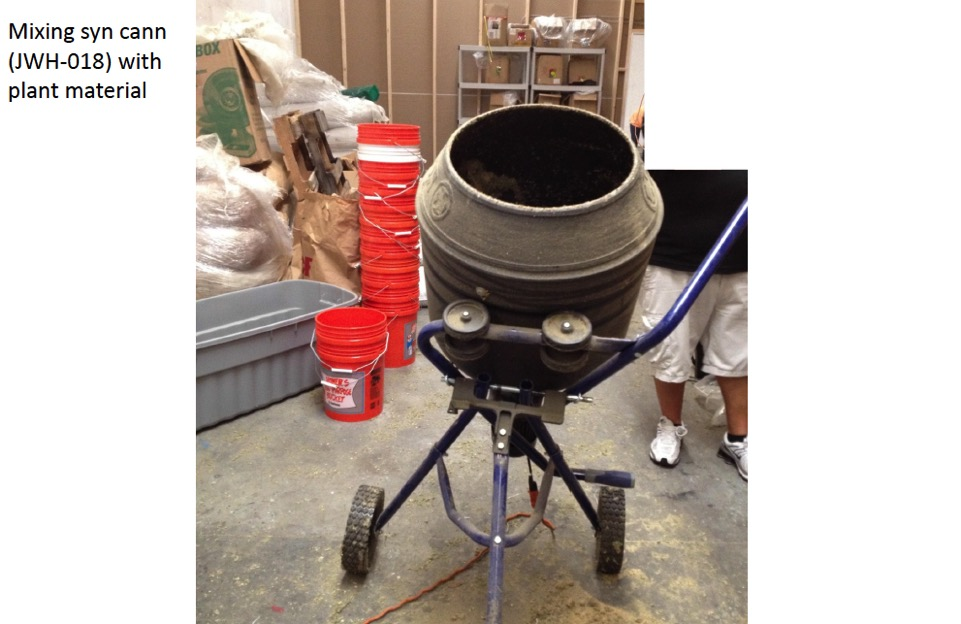 Mixing syn cann
(JWH-018) with
plant material
BOX